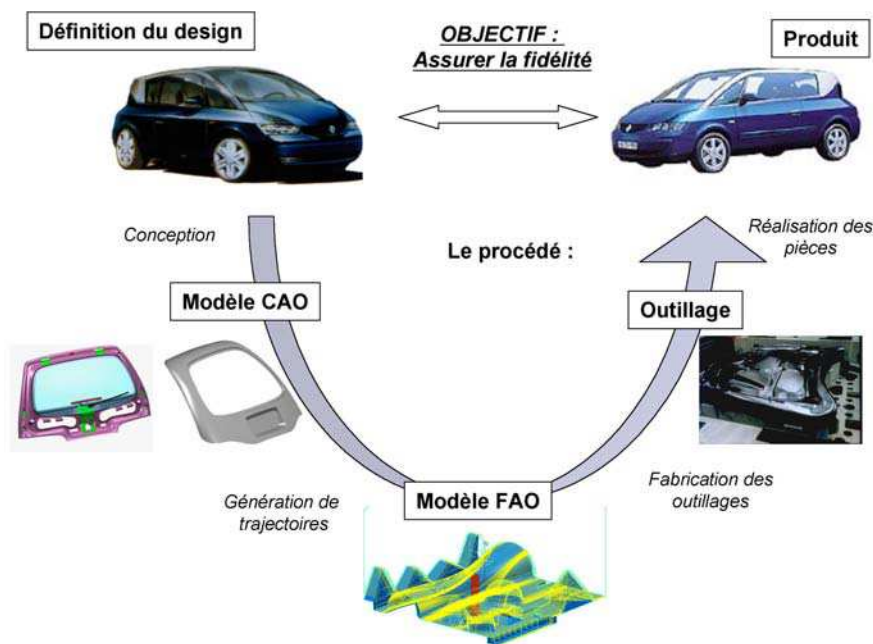 Définition du design
OBJECTIF :
Assurer la fidélité
Produit
Conception
Le procédé :
Réalisation des
pièces
Modèle CAO
Outillage
Génération de
trajectoires
Modèle FAO
Fabrication des
outillages